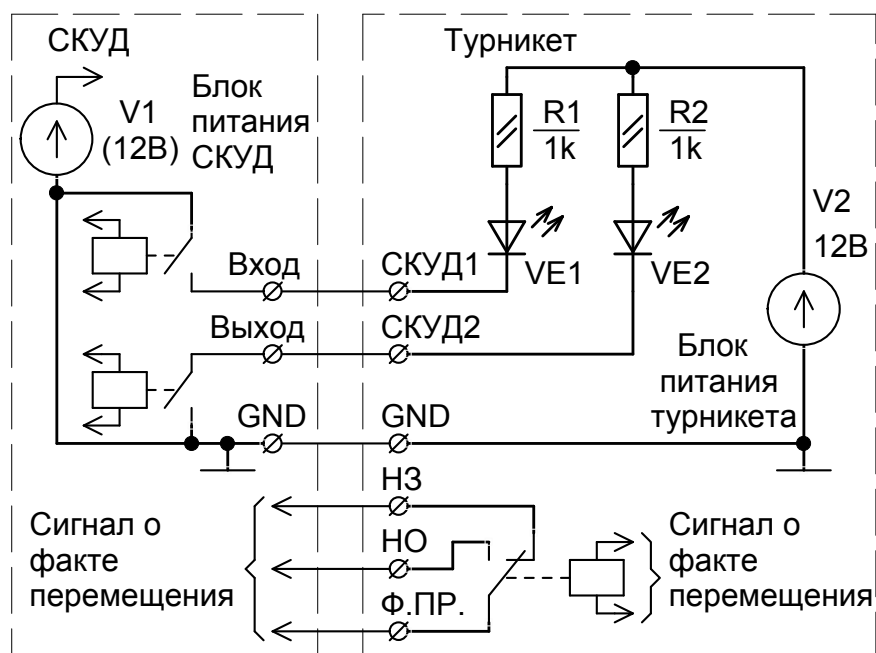 СКУД
Турникет
V1
(12В)
Блок
питания
СКУД
R1
1k
R2
1k
V2
12В
VE1
VE2
Вход
СКУД1
Выход
СКУД2
Блок
питания
турникета
GND
GND
НЗ
НО
Ф.ПР.
Сигнал о
факте
перемещения
Сигнал о
факте
перемещения